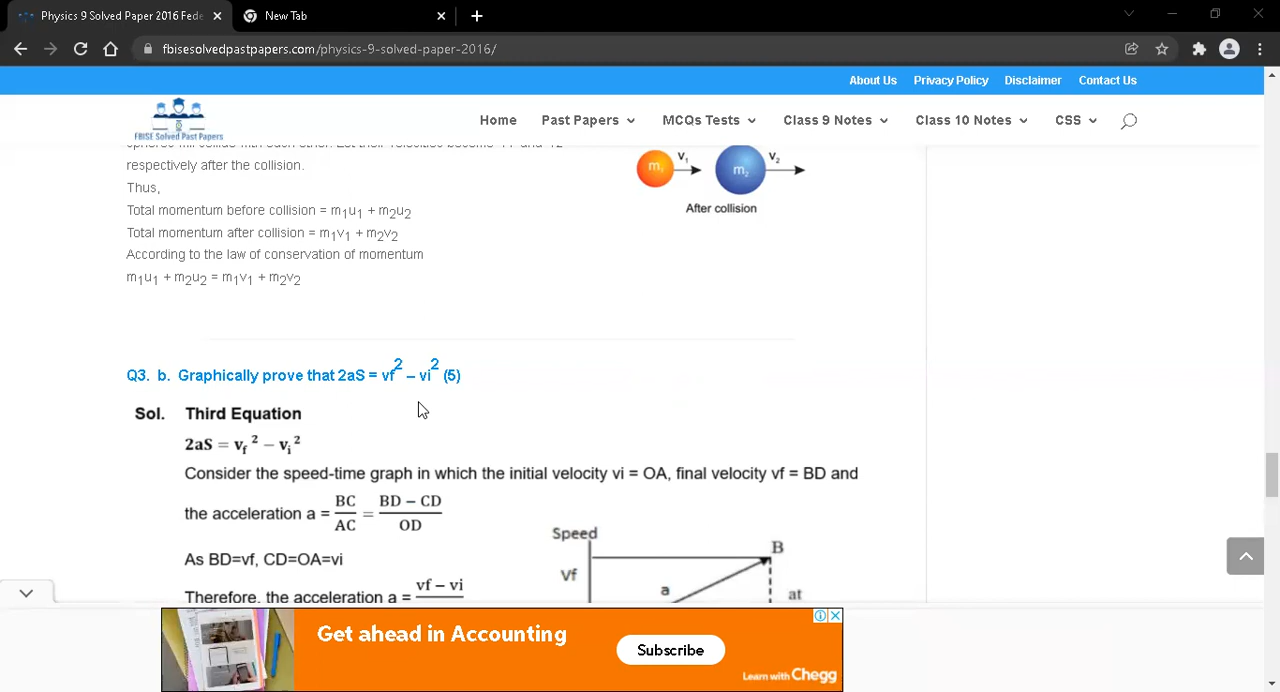 Physics 9 Solved Paper 2016 Fede
New Tab
fbisesolvedpastpapers.com/physics-9-solved-paper-2016/
About Us Privacy Policy Disclaimer Contact Us
FBISE Solved Past Papers
Home Past Papers MCQs Tests Class 9 Notes Class 10 Notes CSS
respectively after the collision.
Thus,
Total momentum before collision = m₁u₁ + m₂u₂
Total momentum after collision = m₁v₁ + m₂v₂
According to the law of conservation of momentum
m₁u₁ + m₂u₂ = m₁v₁ + m₂v₂
m₁ V₁ m₂ V₂
After collision
Q3. b. Graphically prove that 2aS = vf² – vi² (5)
Sol. Third Equation
2aS = v_f² − v_i²
Consider the speed-time graph in which the initial velocity vi = OA, final velocity vf = BD and
the acceleration a = BC/AC = BD − CD/OD
As BD=vf, CD=OA=vi
Therefore, the acceleration a = vf − vi
Speed
B
Vf
a
at
Get ahead in Accounting
Subscribe
Learn with Chegg